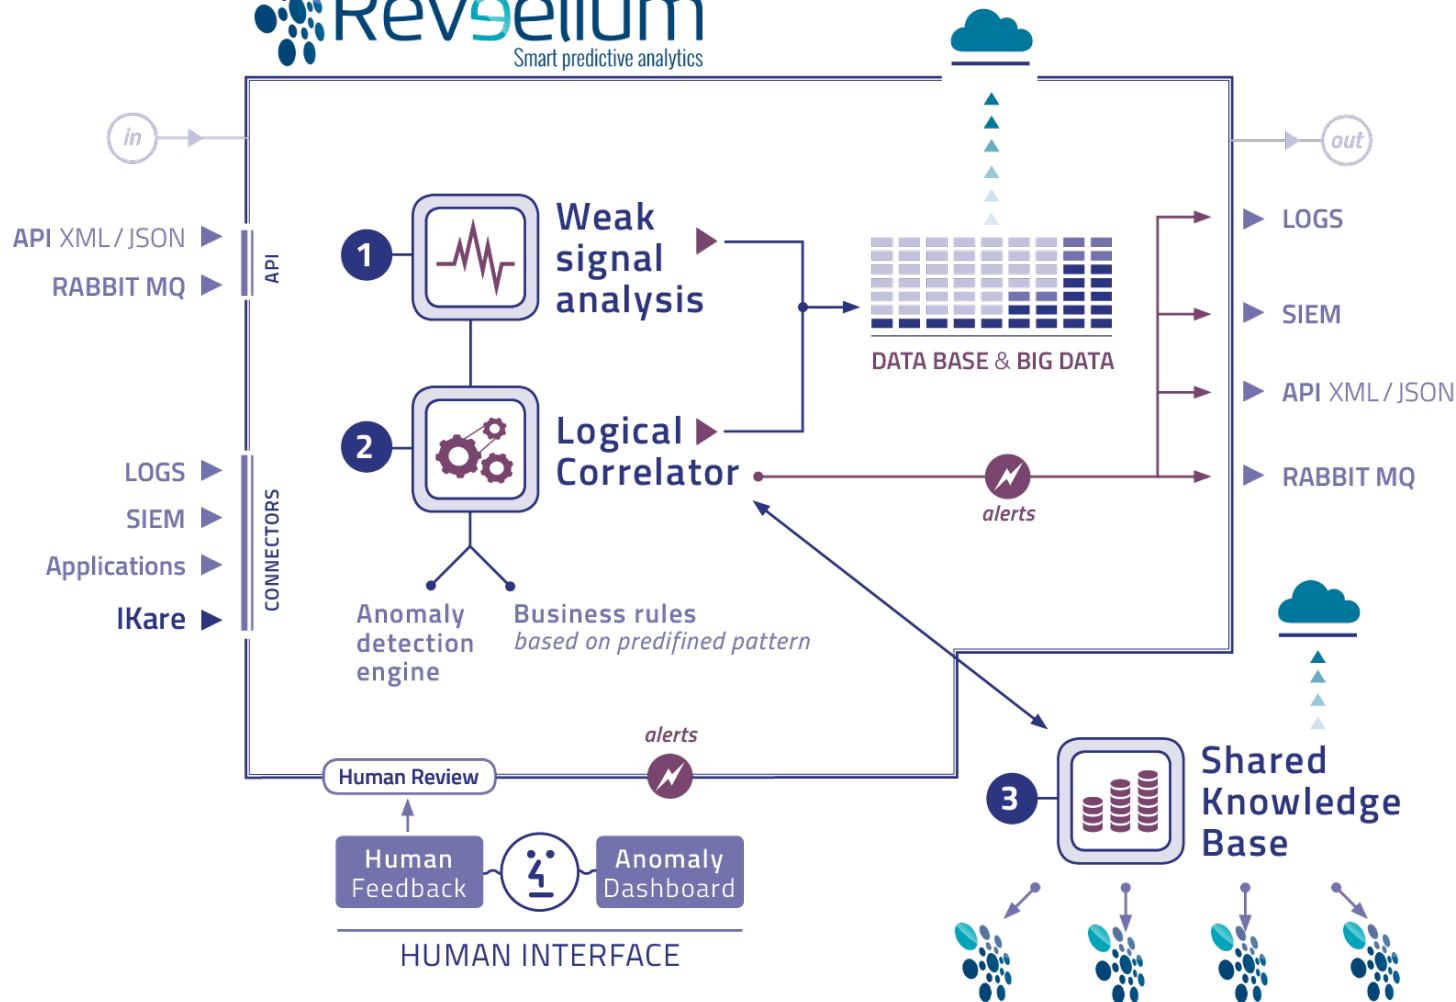 Reveelium
Smart predictive analytics
in
out
API XML/JSON
RABBIT MQ
API
LOGS
SIEM
Applications
IKare
CONNECTORS
1
Weak
signal
analysis
2
Logical
Correlator
Anomaly
detection
engine
Business rules
based on predifined pattern
DATA BASE & BIG DATA
alerts
LOGS
SIEM
API XML/JSON
RABBIT MQ
alerts
Human Review
Human
Feedback
Anomaly
Dashboard
HUMAN INTERFACE
3
Shared
Knowledge
Base